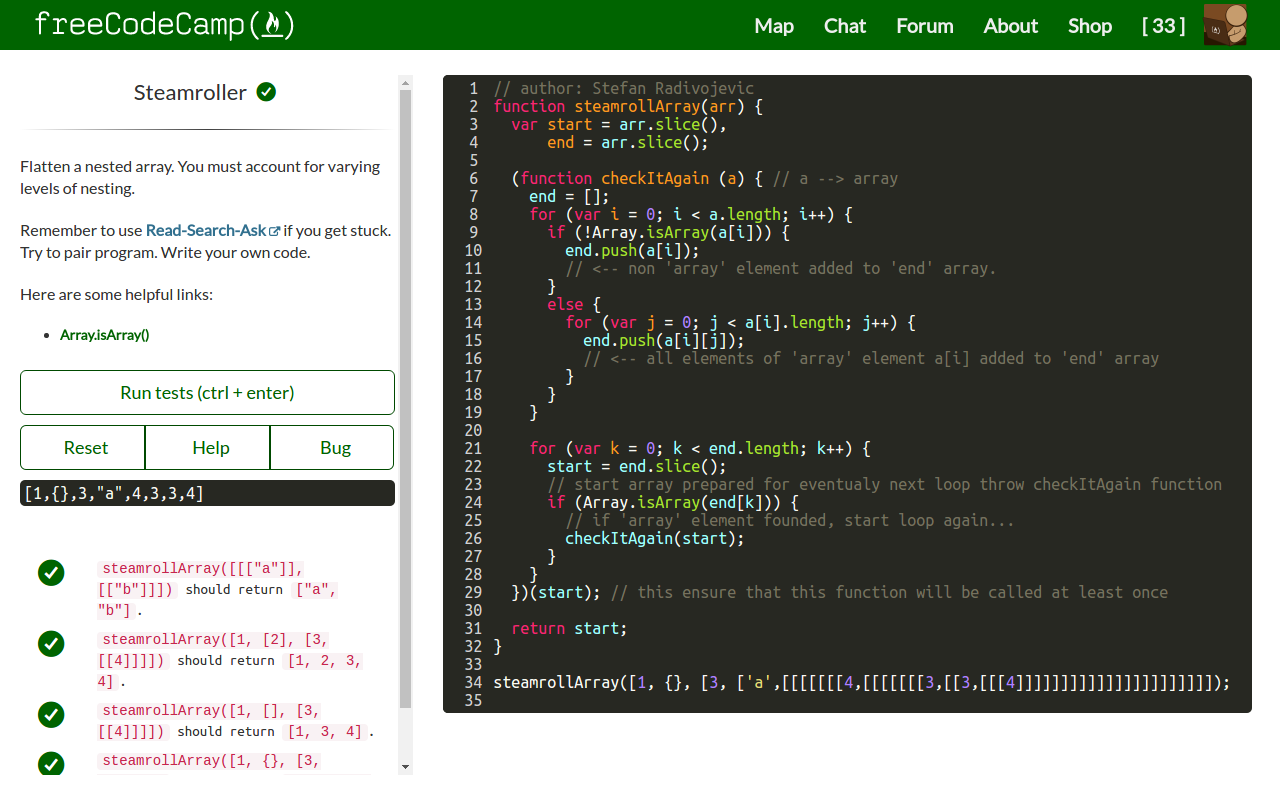 freeCodeCamp(🔥)
Map Chat Forum About Shop [ 33 ]
Steamroller
Flatten a nested array. You must account for varying
levels of nesting.
Remember to use Read-Search-Ask if you get stuck.
Try to pair program. Write your own code.
Here are some helpful links:
Array.isArray()
Run tests (ctrl + enter)
Reset Help Bug
[1,{},3,"a",4,3,3,4]
steamrollArray([[["a"]],
[["b"]]]) should return ["a",
"b"].
steamrollArray([1, [2], [3,
[[4]]]]) should return [1, 2, 3,
4].
steamrollArray([1, [], [3,
[[4]]]]) should return [1, 3, 4].
steamrollArray([1, {}, [3,
1 // author: Stefan Radivojevic
2 function steamrollArray(arr) {
3   var start = arr.slice(),
4       end = arr.slice();
5
6   (function checkItAgain (a) { // a --> array
7     end = [];
8     for (var i = 0; i < a.length; i++) {
9       if (!Array.isArray(a[i])) {
10         end.push(a[i]);
11         // <-- non 'array' element added to 'end' array.
12       }
13       else {
14         for (var j = 0; j < a[i].length; j++) {
15           end.push(a[i][j]);
16           // <-- all elements of 'array' element a[i] added to 'end' array
17         }
18       }
19     }
20
21     for (var k = 0; k < end.length; k++) {
22       start = end.slice();
23       // start array prepared for eventualy next loop throw checkItAgain function
24       if (Array.isArray(end[k])) {
25         // if 'array' element founded, start loop again...
26         checkItAgain(start);
27       }
28     }
29   })(start); // this ensure that this function will be called at least once
30
31   return start;
32 }
33
34 steamrollArray([1, {}, [3, ['a',[[[[[[[4,[[[[[[[3,[[3,[[[4]]]]]]]]]]]]]]]]]]]]]]);
35